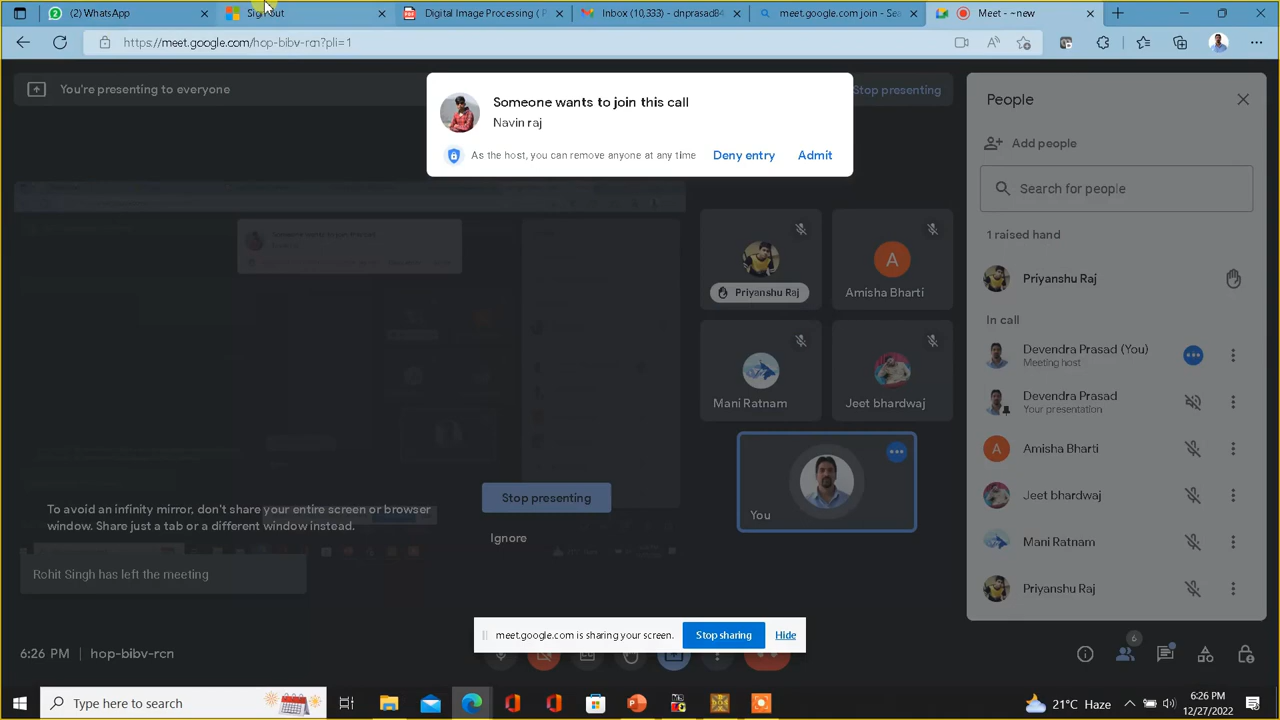 (2) WhatsApp
Sign out
Digital Image Processing ( P
Inbox (10,333) - dnprasad84
meet.google.com join - Sea
Meet - ~new
https://meet.google.com/hop-bibv-rcn?pli=1
You're presenting to everyone
Stop presenting
Someone wants to join this call
Navin raj
As the host, you can remove anyone at any time
Deny entry
Admit
People
Add people
Search for people
1 raised hand
Priyanshu Raj
In call
Devendra Prasad (You)
Meeting host
Devendra Prasad
Your presentation
Amisha Bharti
Jeet bhardwaj
Mani Ratnam
Priyanshu Raj
Priyanshu Raj
A
Amisha Bharti
Mani Ratnam
Jeet bhardwaj
You
A
To avoid an infinity mirror, don't share your entire screen or browser
window. Share just a tab or a different window instead.
Stop presenting
Ignore
Rohit Singh has left the meeting
meet.google.com is sharing your screen.
Stop sharing
Hide
6:26 PM | hop-bibv-rcn
6
Type here to search
21°C Haze
6:26 PM
12/27/2022